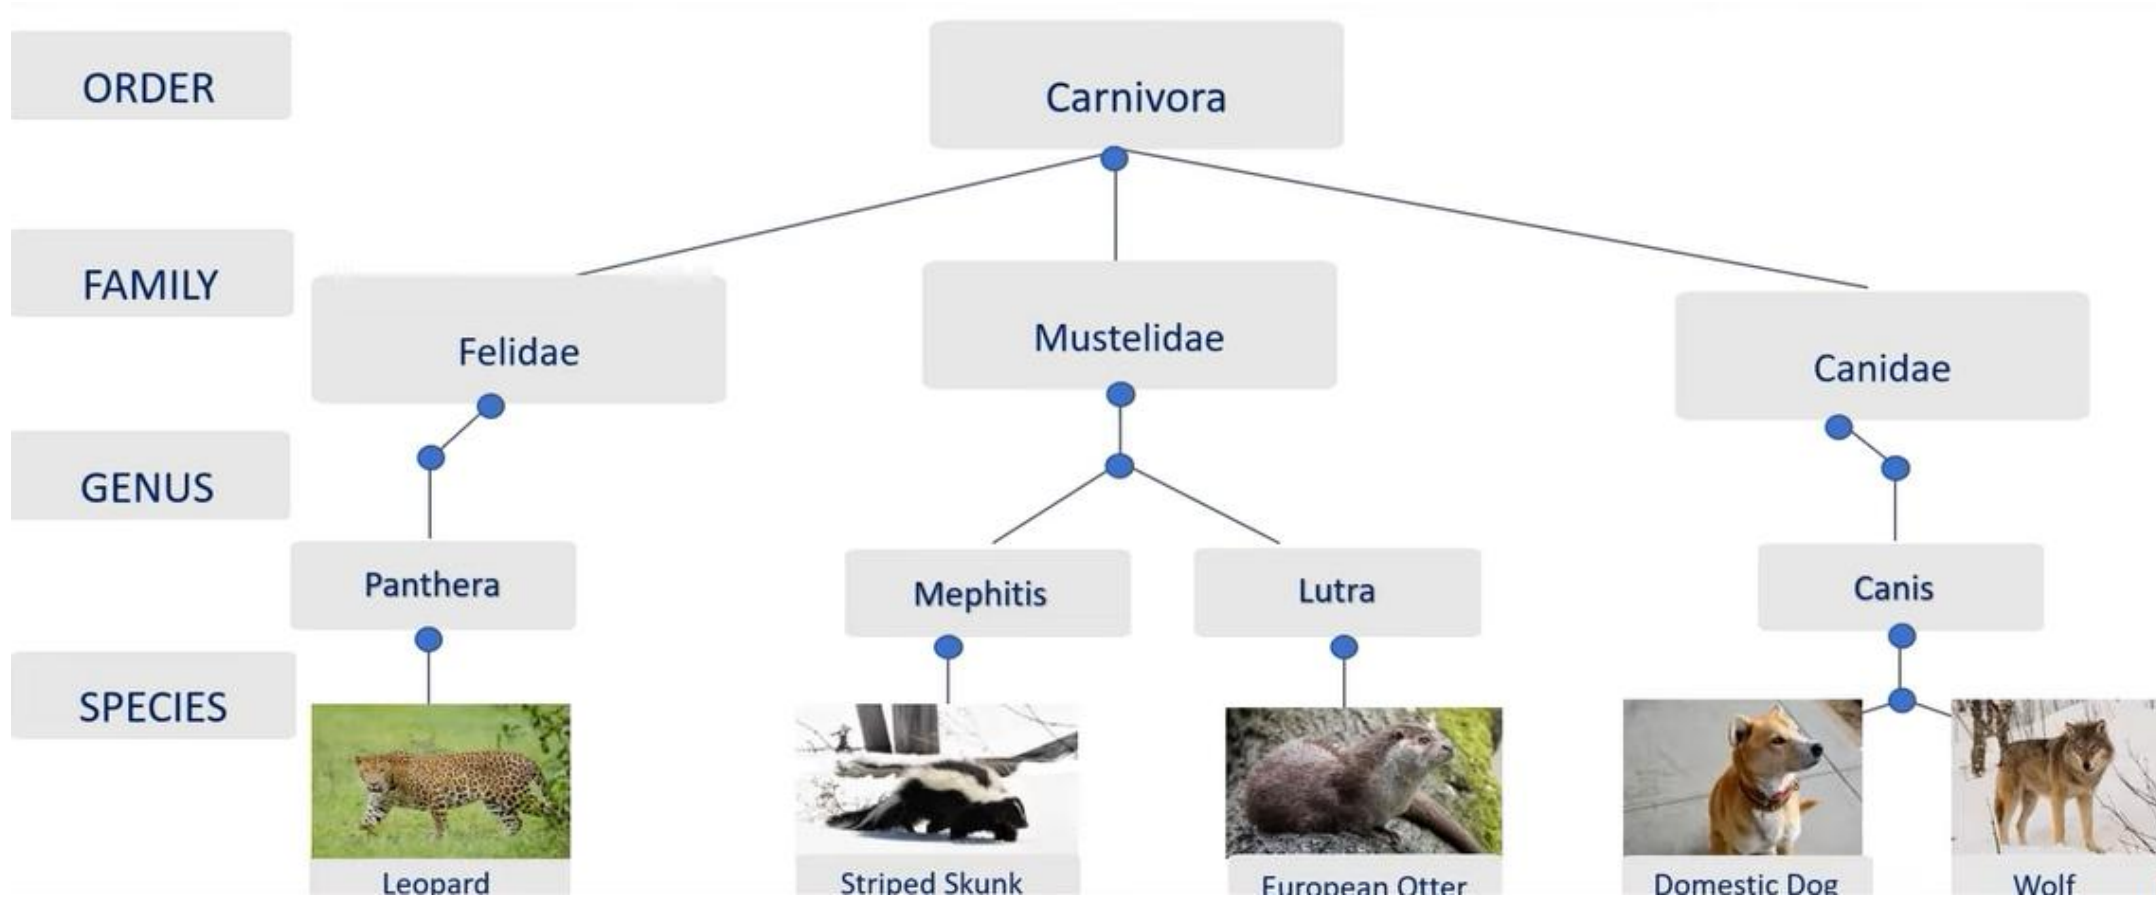 ORDER
Carnivora
FAMILY
Felidae
Mustelidae
Canidae
GENUS
Panthera
Mephitis
Lutra
Canis
SPECIES
Leopard
Striped Skunk
European Otter
Domestic Dog
Wolf